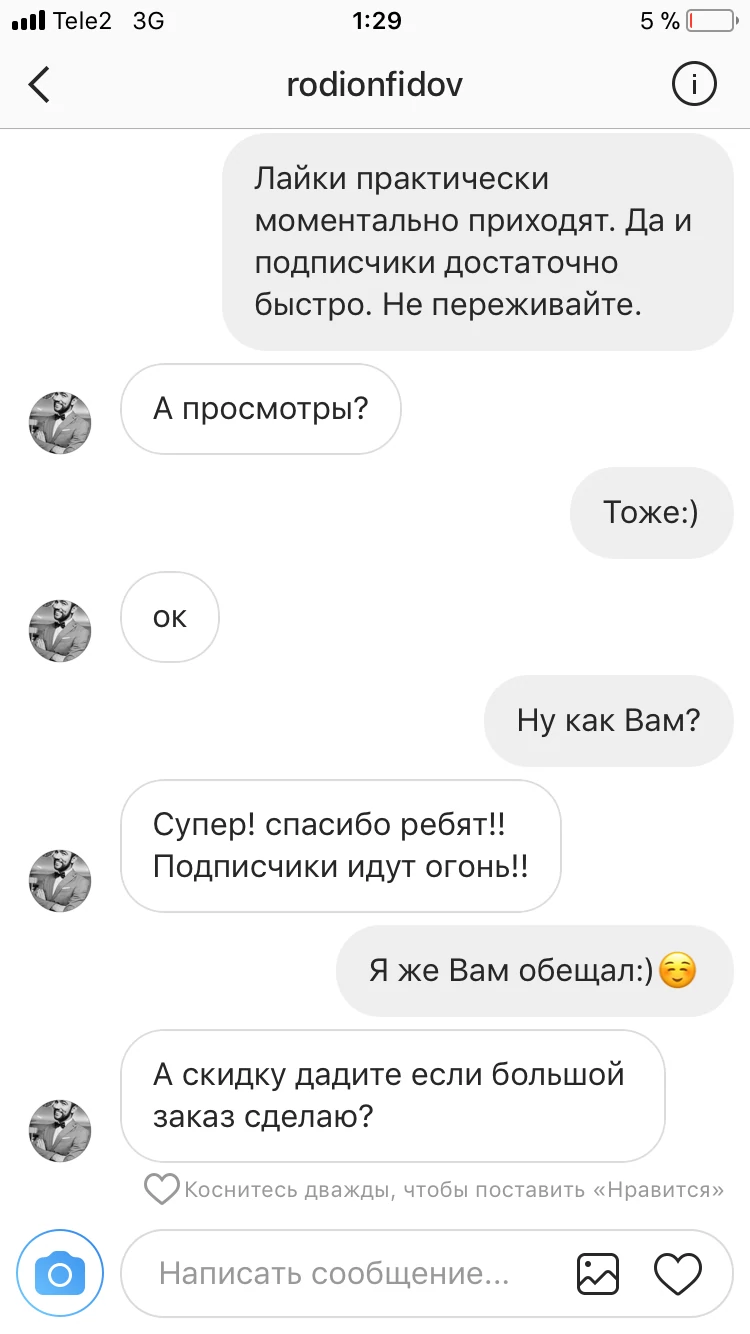 Tele2 3G 1:29 5 %
rodionfidov
Лайки практически
моментально приходят. Да и
подписчики достаточно
быстро. Не переживайте.
А просмотры?
Тоже:)
ок
Ну как Вам?
Супер! спасибо ребят!!
Подписчики идут огонь!!
Я же Вам обещал:)☺️
А скидку дадите если большой
заказ сделаю?
Коснитесь дважды, чтобы поставить «Нравится»
Написать сообщение...